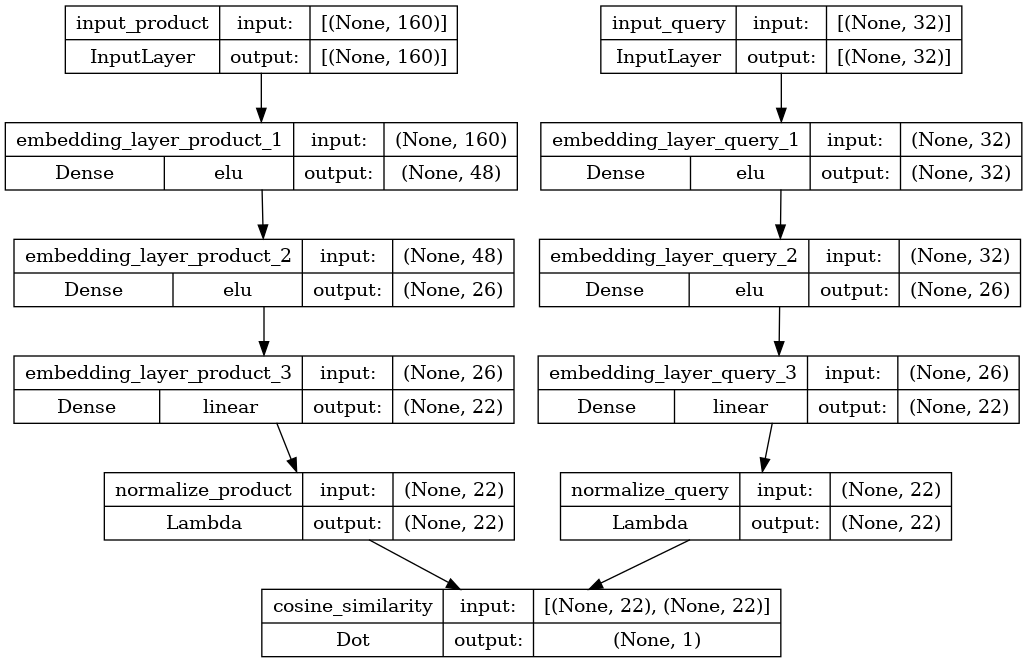 input_product input: [(None, 160)]
InputLayer output: [(None, 160)]
input_query input: [(None, 32)]
InputLayer output: [(None, 32)]
embedding_layer_product_1 input: (None, 160)
Dense elu output: (None, 48)
embedding_layer_query_1 input: (None, 32)
Dense elu output: (None, 32)
embedding_layer_product_2 input: (None, 48)
Dense elu output: (None, 26)
embedding_layer_query_2 input: (None, 32)
Dense elu output: (None, 26)
embedding_layer_product_3 input: (None, 26)
Dense linear output: (None, 22)
embedding_layer_query_3 input: (None, 26)
Dense linear output: (None, 22)
normalize_product input: (None, 22)
Lambda output: (None, 22)
normalize_query input: (None, 22)
Lambda output: (None, 22)
cosine_similarity input: [(None, 22), (None, 22)]
Dot output: (None, 1)